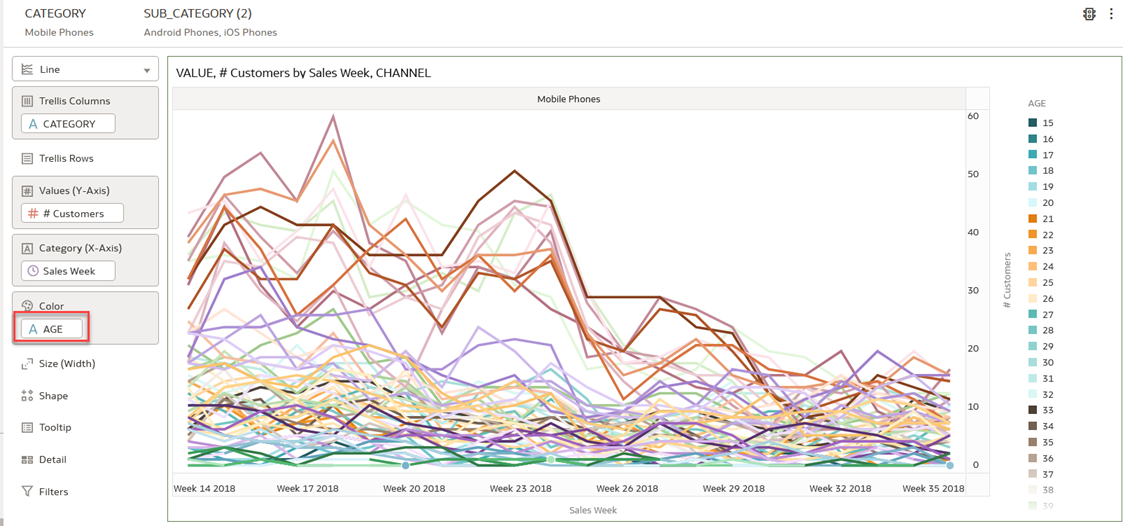 CATEGORY SUB_CATEGORY (2)
Mobile Phones Android Phones, iOS Phones
Line
Trellis Columns
A CATEGORY
Trellis Rows
Values (Y-Axis)
# # Customers
Category (X-Axis)
Sales Week
Color
A AGE
Size (Width)
Shape
Tooltip
Detail
Filters
VALUE, # Customers by Sales Week, CHANNEL
Mobile Phones
60
50
40
30
20
10
0
# Customers
Week 14 2018 Week 17 2018 Week 20 2018 Week 23 2018 Week 26 2018 Week 29 2018 Week 32 2018 Week 35 2018
Sales Week
AGE
15
16
17
18
19
20
21
22
23
24
25
26
27
28
29
30
31
32
33
34
35
36
37
38
39